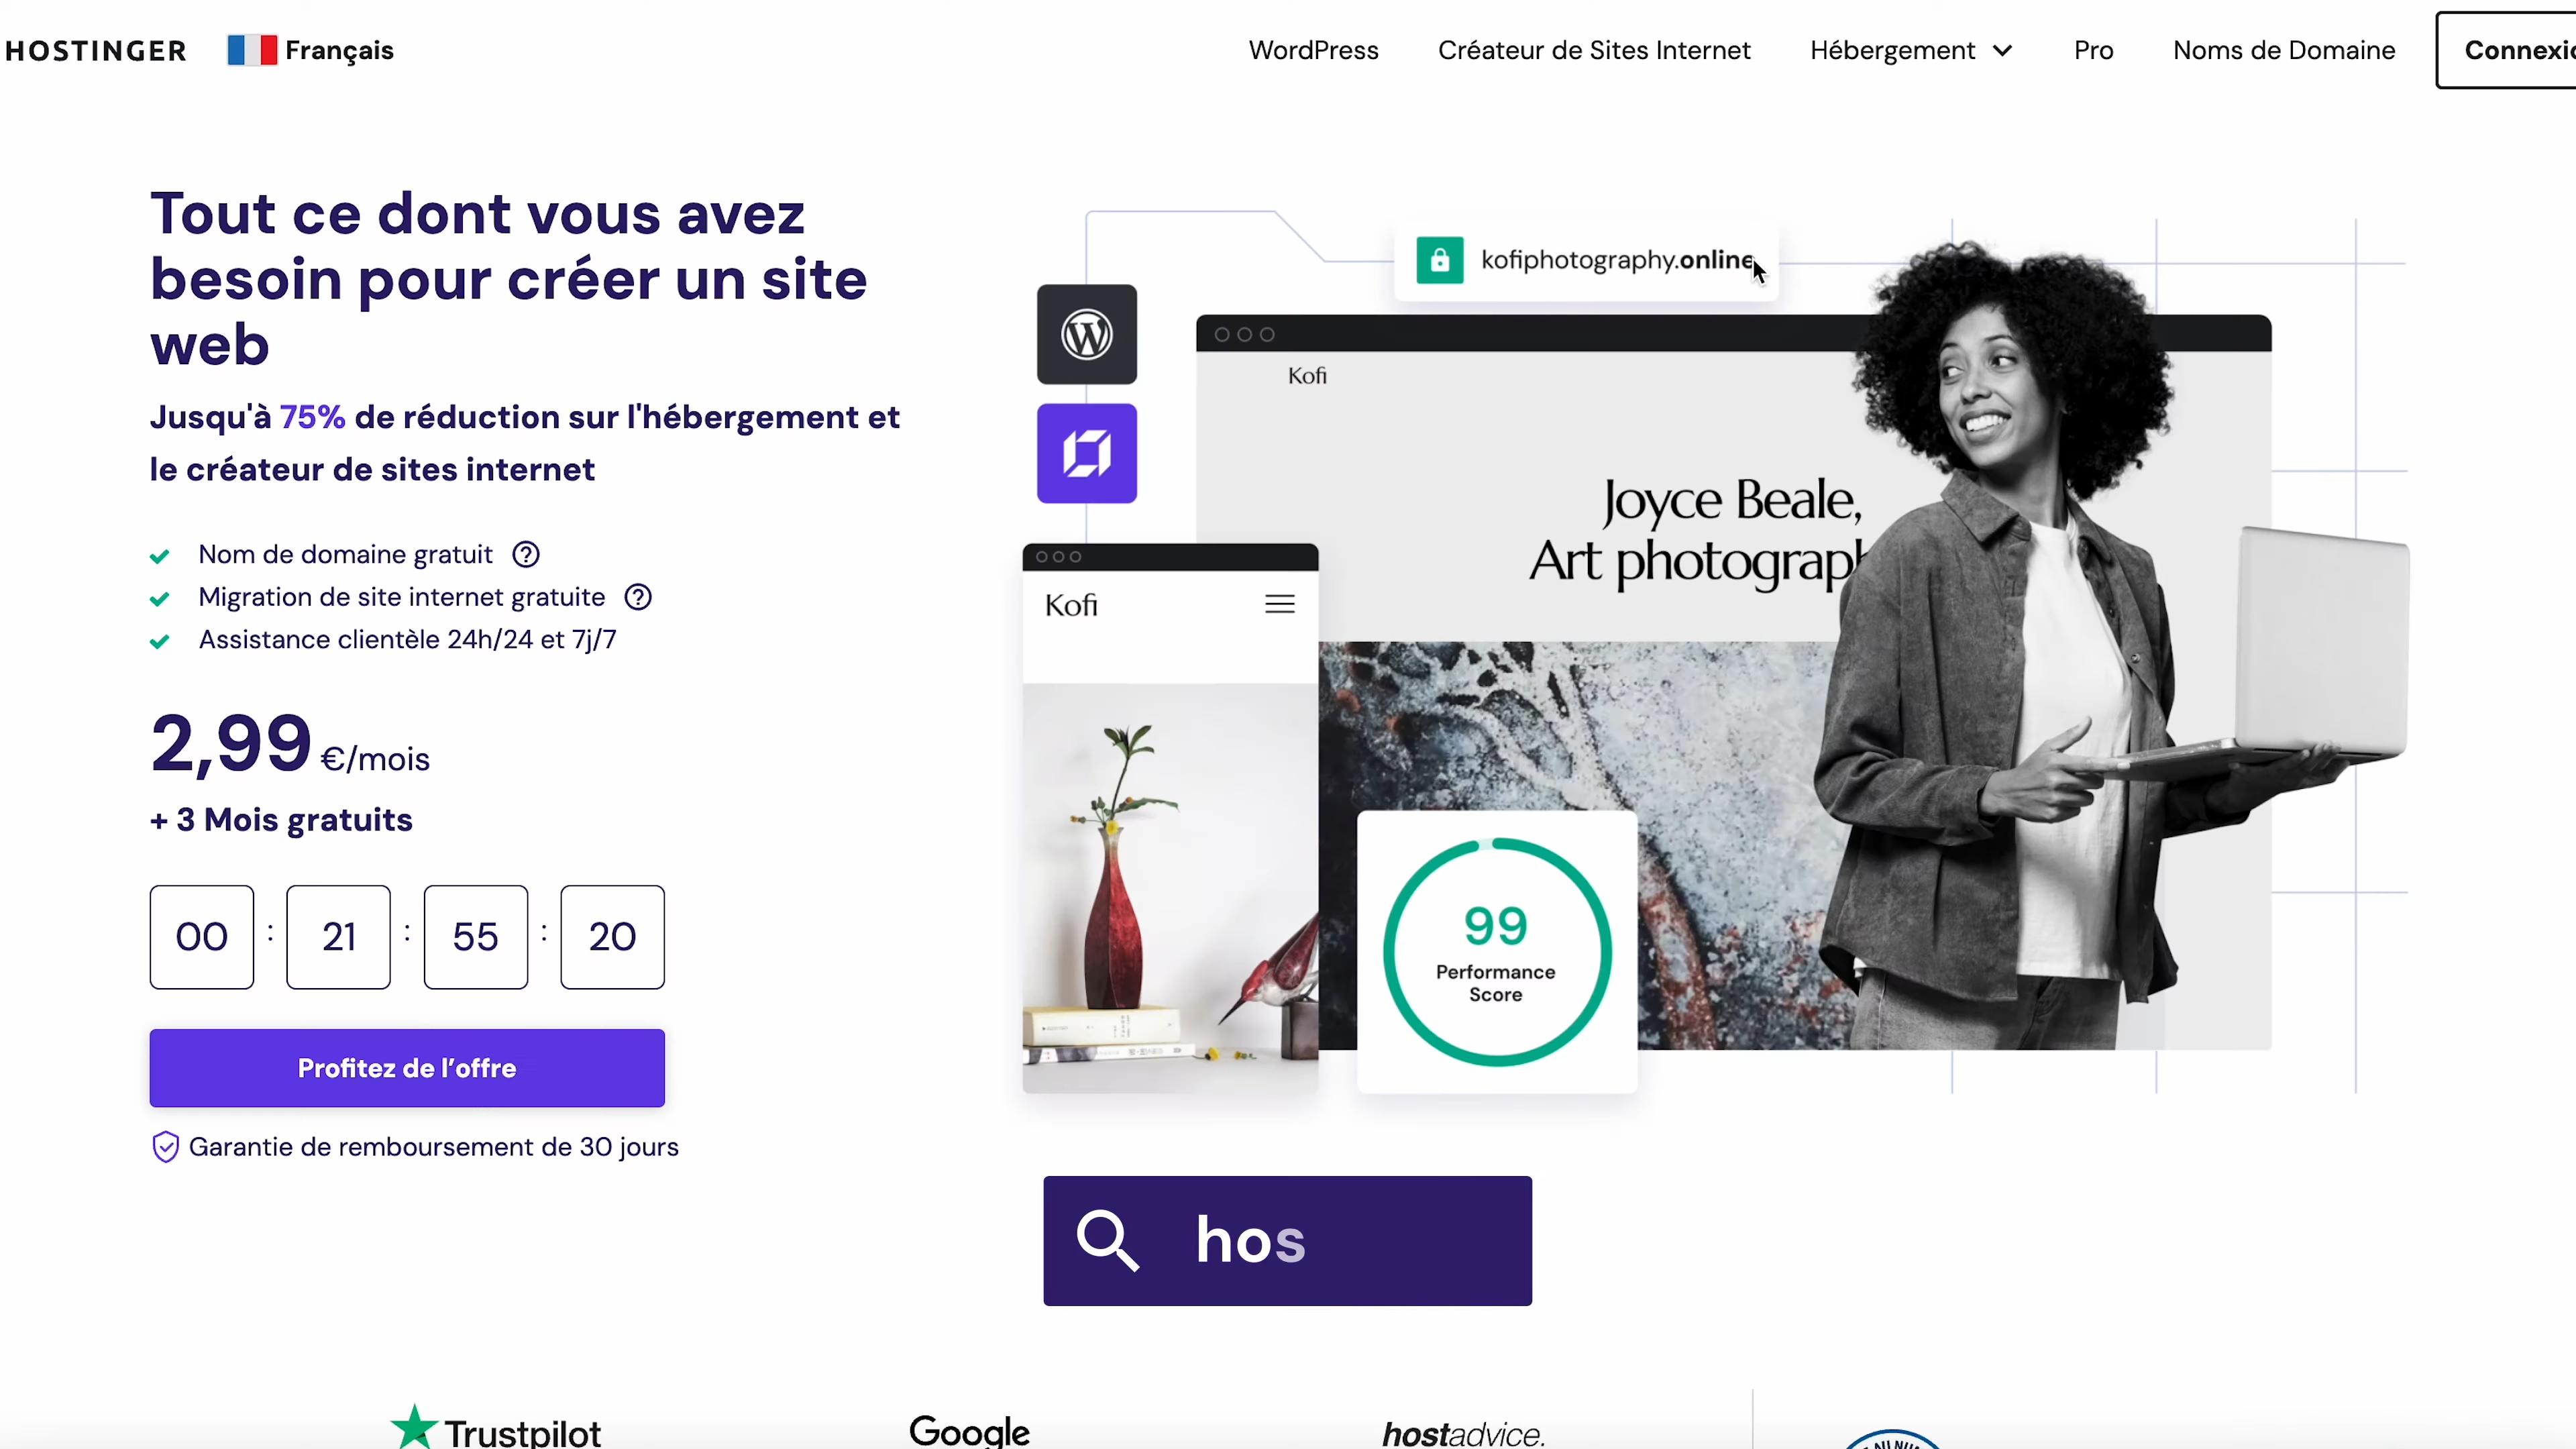 HOSTINGER
Français
WordPress
Créateur de Sites Internet
Hébergement
Pro
Noms de Domaine
Tout ce dont vous avez
besoin pour créer un site
web
Jusqu'à 75% de réduction sur l'hébergement et
le créateur de sites internet
Nom de domaine gratuit
Migration de site internet gratuite
Assistance clientèle 24h/24 et 7j/7
2,99 €/mois
+ 3 Mois gratuits
00 : 21 : 55 : 20
Profitez de l’offre
Garantie de remboursement de 30 jours
kofiphotography.online
Kofi
Joyce Beale,
Art photograph
Kofi
99
Performance
Score
hos
Trustpilot
Google
hostadvice.